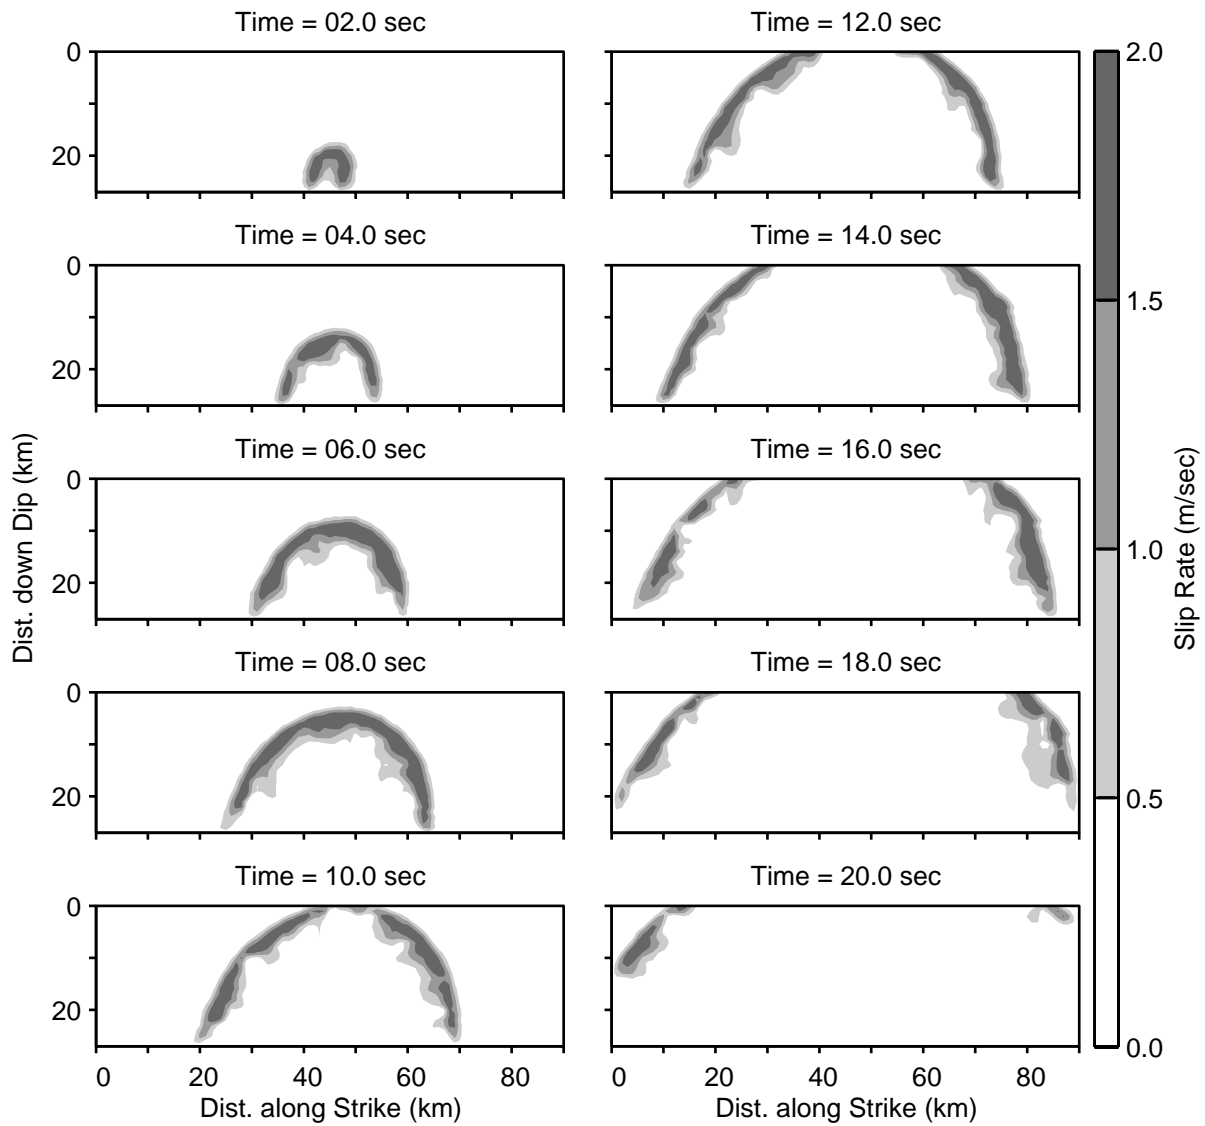 Time = 02.0 sec
0
20
Time = 04.0 sec
0
20
Time = 06.0 sec
0
20
Time = 08.0 sec
0
20
Time = 10.0 sec
0
20
0 20 40 60 80
Dist. along Strike (km)
Dist. down Dip (km)
Time = 12.0 sec
Time = 14.0 sec
Time = 16.0 sec
Time = 18.0 sec
Time = 20.0 sec
0 20 40 60 80
Dist. along Strike (km)
2.0
1.5
1.0
0.5
0.0
Slip Rate (m/sec)